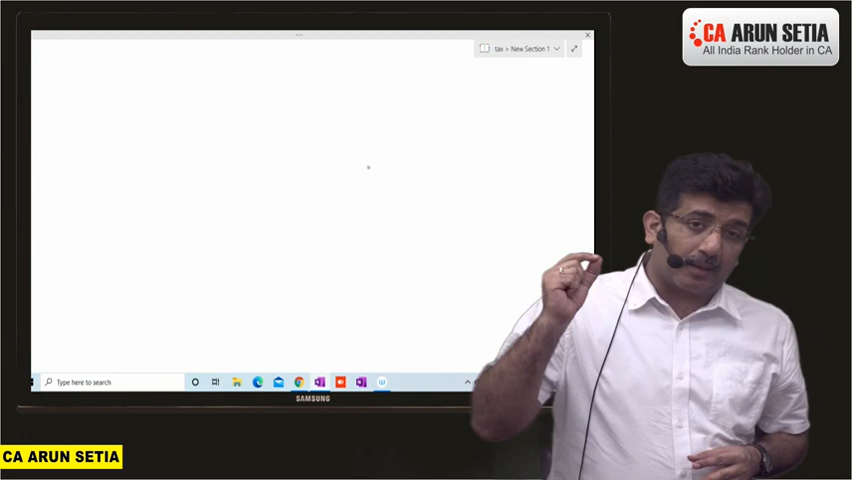 CA ARUN SETIA
All India Rank Holder in CA
tax > New Section 1
Type here to search
SAMSUNG
CA ARUN SETIA